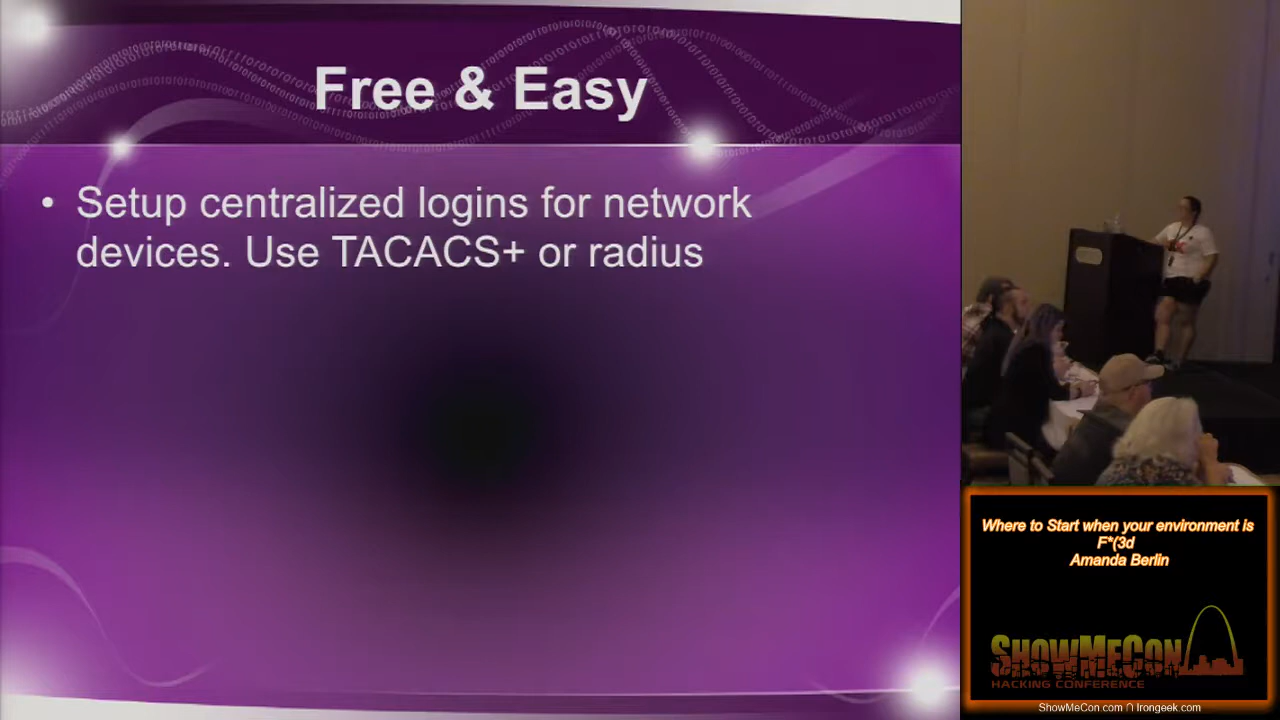 Free & Easy
• Setup centralized logins for network
devices. Use TACACS+ or radius
Where to Start when your environment is
F*(3d
Amanda Berlin
SHOWMECON
HACKING CONFERENCE
ShowMeCon.com ∩ Irongeek.com